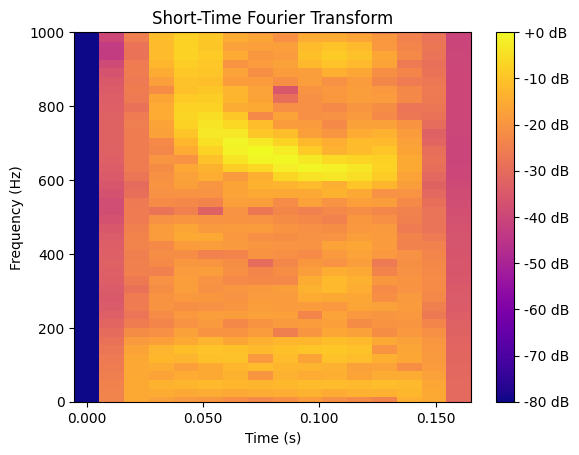 Short-Time Fourier Transform
1000
800
600
400
200
0
Frequency (Hz)
0.000
0.050
0.100
0.150
Time (s)
+0 dB
-10 dB
-20 dB
-30 dB
-40 dB
-50 dB
-60 dB
-70 dB
-80 dB